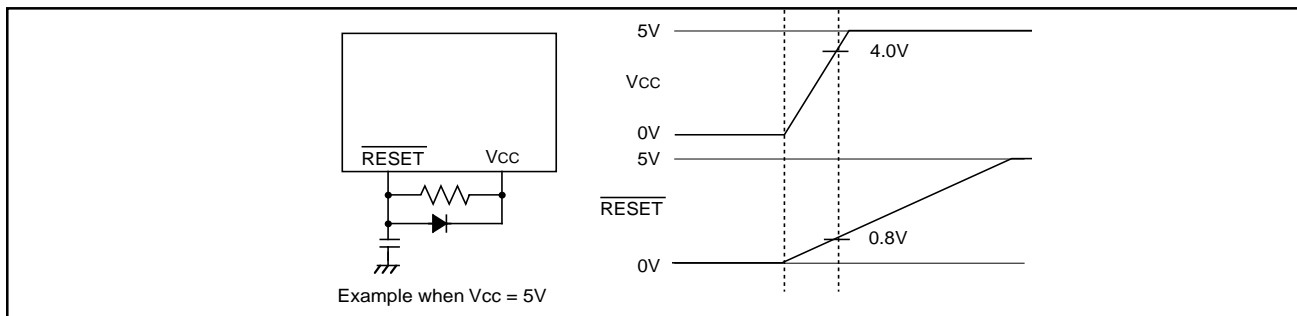 RESET VCC
Example when Vcc = 5V
5V
4.0V
VCC
0V
5V
RESET
0.8V
0V